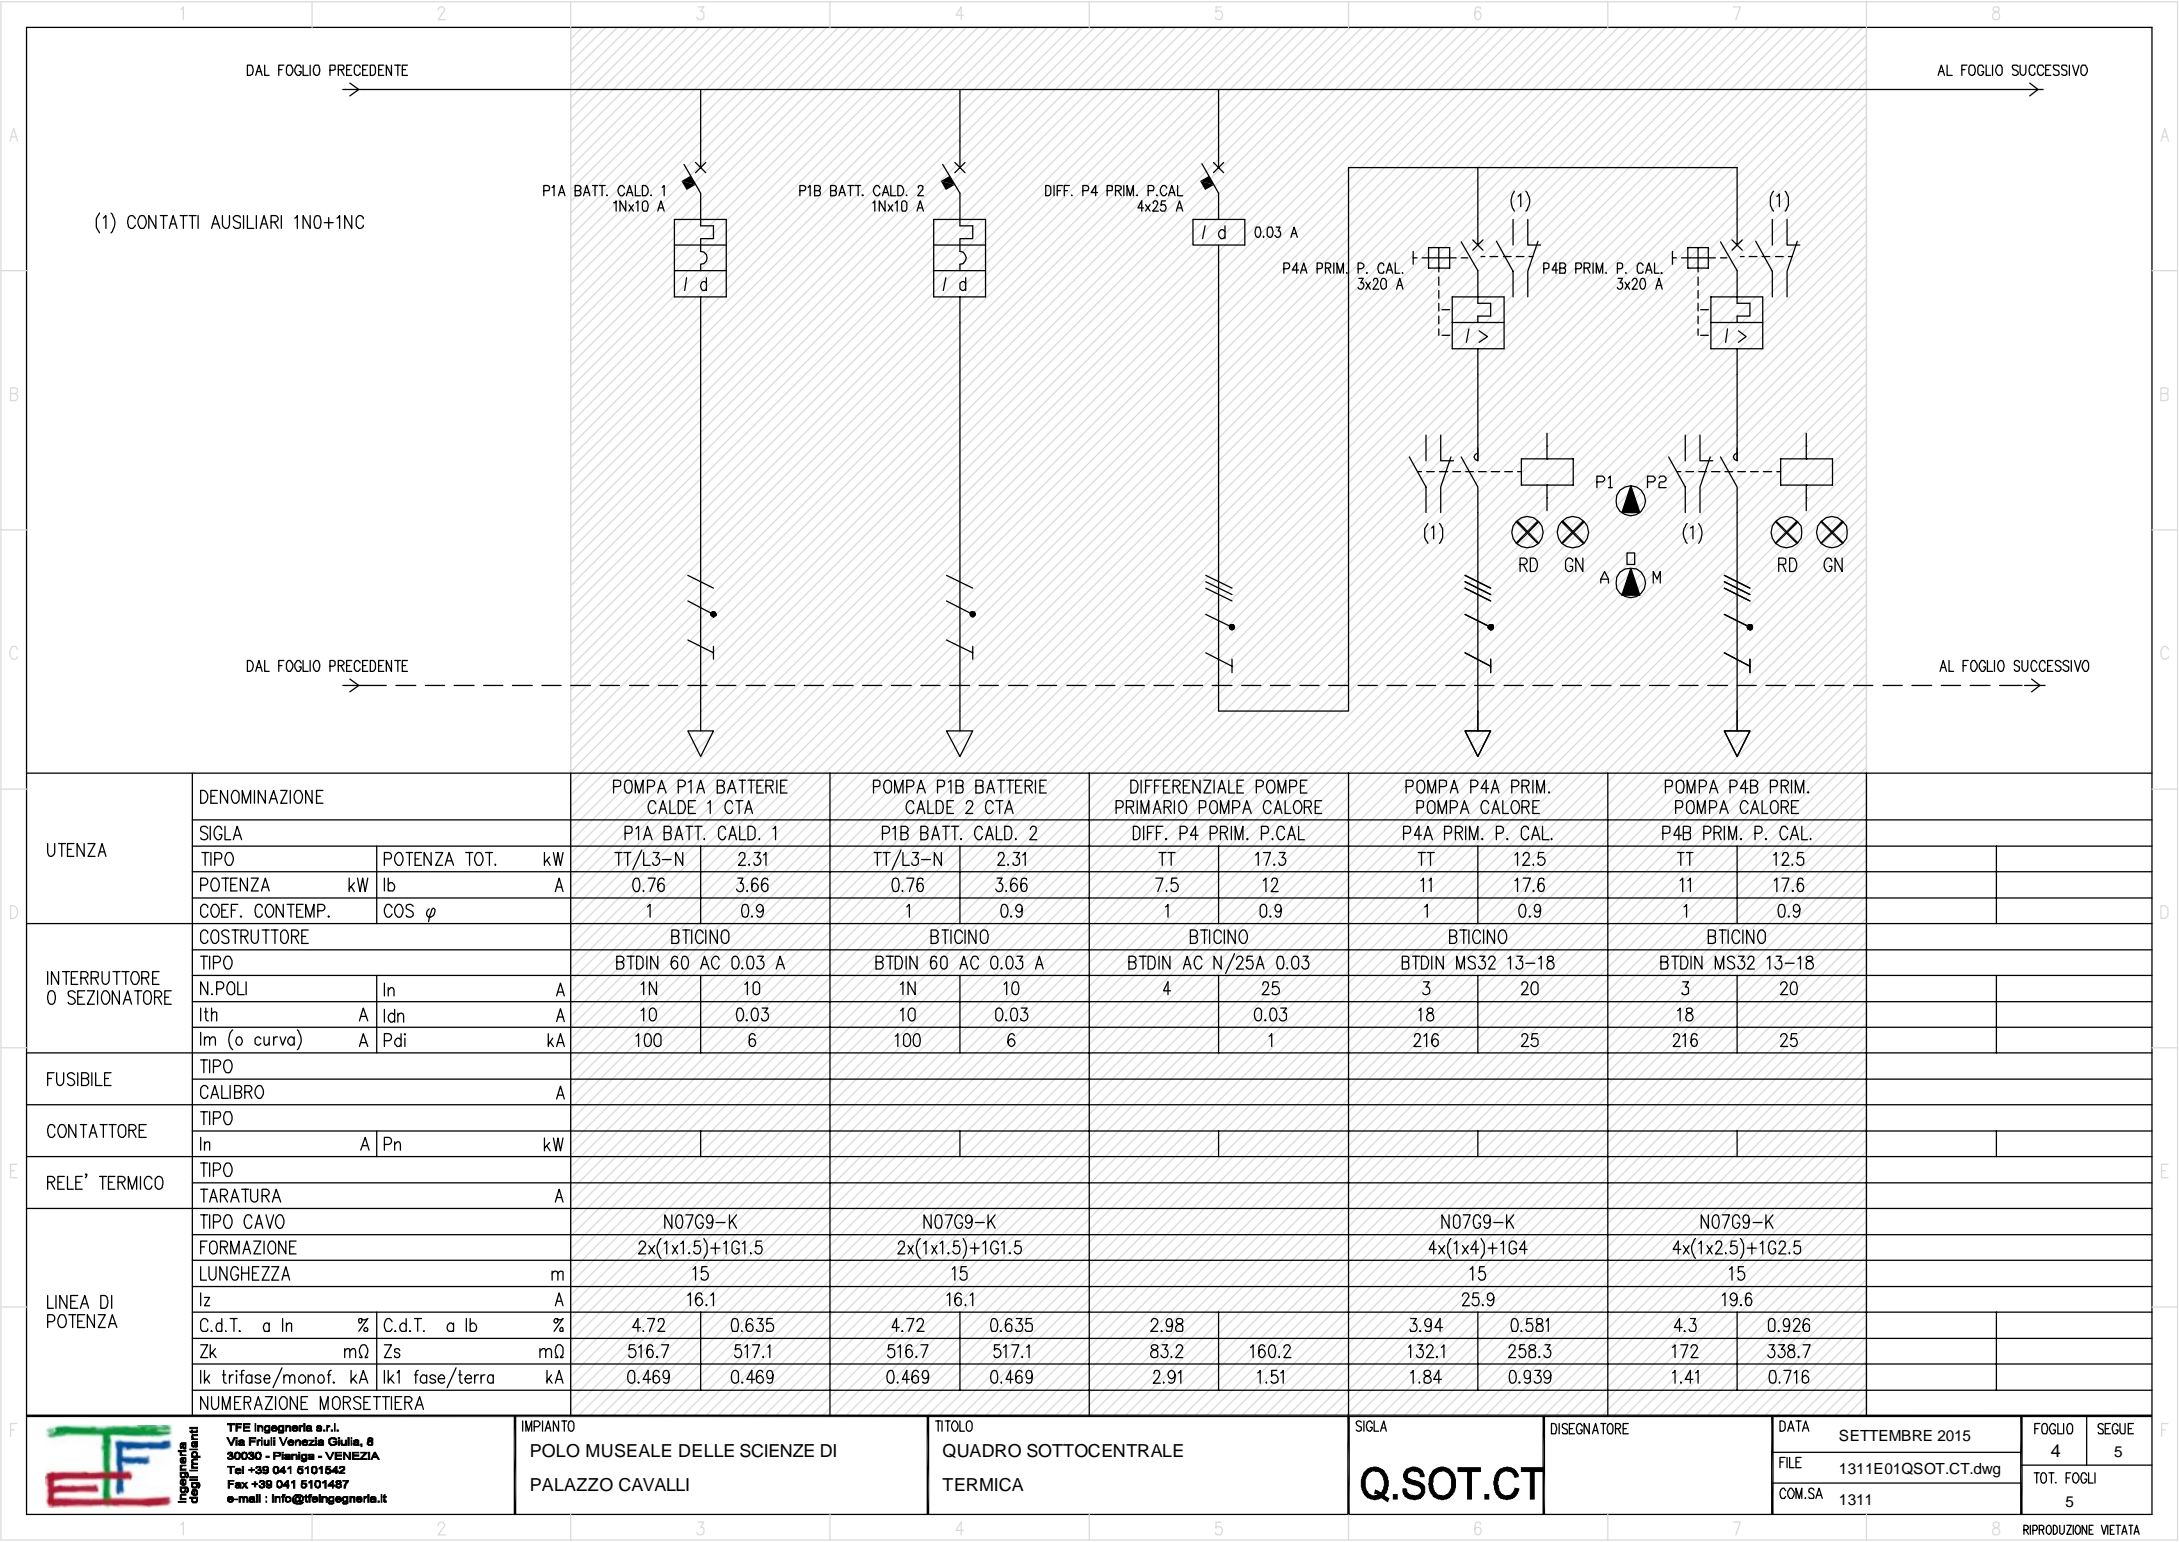 1 2 3 4 5 6 7 8
DAL FOGLIO PRECEDENTE
AL FOGLIO SUCCESSIVO
A A
P1A BATT. CALD. 1
1Nx10 A
P1B BATT. CALD. 2
1Nx10 A
DIFF. P4 PRIM. P.CAL
4x25 A
(1) (1)
(1) CONTATTI AUSILIARI 1NO+1NC
I d 0.03 A
P4A PRIM. P. CAL.
3x20 A
P4B PRIM. P. CAL.
3x20 A
I d I d
I > I >
B B
P1 P2
(1) (1)
RD GN RD GN
A M
C C
DAL FOGLIO PRECEDENTE
AL FOGLIO SUCCESSIVO
UTENZA
DENOMINAZIONE
POMPA P1A BATTERIE
CALDE 1 CTA
POMPA P1B BATTERIE
CALDE 2 CTA
DIFFERENZIALE POMPE
PRIMARIO POMPA CALORE
POMPA P4A PRIM.
POMPA CALORE
POMPA P4B PRIM.
POMPA CALORE
SIGLA P1A BATT. CALD. 1 P1B BATT. CALD. 2 DIFF. P4 PRIM. P.CAL P4A PRIM. P. CAL. P4B PRIM. P. CAL.
TIPO POTENZA TOT. kW TT/L3-N 2.31 TT/L3-N 2.31 TT 17.3 TT 12.5 TT 12.5
POTENZA kW Ib A 0.76 3.66 0.76 3.66 7.5 12 11 17.6 11 17.6
D COEF. CONTEMP. COS φ 1 0.9 1 0.9 1 0.9 1 0.9 1 0.9 D
INTERRUTTORE
O SEZIONATORE
COSTRUTTORE BTICINO BTICINO BTICINO BTICINO BTICINO
TIPO BTDIN 60 AC 0.03 A BTDIN 60 AC 0.03 A BTDIN AC N/25A 0.03 BTDIN MS32 13-18 BTDIN MS32 13-18
N.POLI In A 1N 10 1N 10 4 25 3 20 3 20
Ith A Idn A 10 0.03 10 0.03 0.03 18 18
Im (o curva) A Pdi kA 100 6 100 6 1 216 25 216 25
FUSIBILE
TIPO
CALIBRO A
CONTATTORE
TIPO
In A Pn kW
E E
RELE' TERMICO
TIPO
TARATURA A
LINEA DI
POTENZA
TIPO CAVO N07G9-K N07G9-K N07G9-K N07G9-K
FORMAZIONE 2x(1x1.5)+1G1.5 2x(1x1.5)+1G1.5 4x(1x4)+1G4 4x(1x2.5)+1G2.5
LUNGHEZZA m 15 15 15 15
Iz A 16.1 16.1 25.9 19.6
C.d.T. a In % C.d.T. a Ib % 4.72 0.635 4.72 0.635 2.98 3.94 0.581 4.3 0.926
Zk mΩ Zs mΩ 516.7 517.1 516.7 517.1 83.2 160.2 132.1 258.3 172 338.7
Ik trifase/monof. kA Ik1 fase/terra kA 0.469 0.469 0.469 0.469 2.91 1.51 1.84 0.939 1.41 0.716
NUMERAZIONE MORSETTIERA
F F
TFE
Ingegneria
degli Impianti
TFE Ingegneria s.r.l.
Via Friuli Venezia Giulia, 8
30030 - Pianiga - VENEZIA
Tel +39 041 5101542
Fax +39 041 5101487
e-mail : info@tfeingegneria.it
IMPIANTO
POLO MUSEALE DELLE SCIENZE DI
PALAZZO CAVALLI
TITOLO
QUADRO SOTTOCENTRALE
TERMICA
SIGLA
Q.SOT.CT
DISEGNATORE
DATA SETTEMBRE 2015
FILE 1311E01QSOT.CT.dwg
COM.SA 1311
FOGLIO
4
SEGUE
5
TOT. FOGLI
5
1 2 3 4 5 6 7 8
RIPRODUZIONE VIETATA